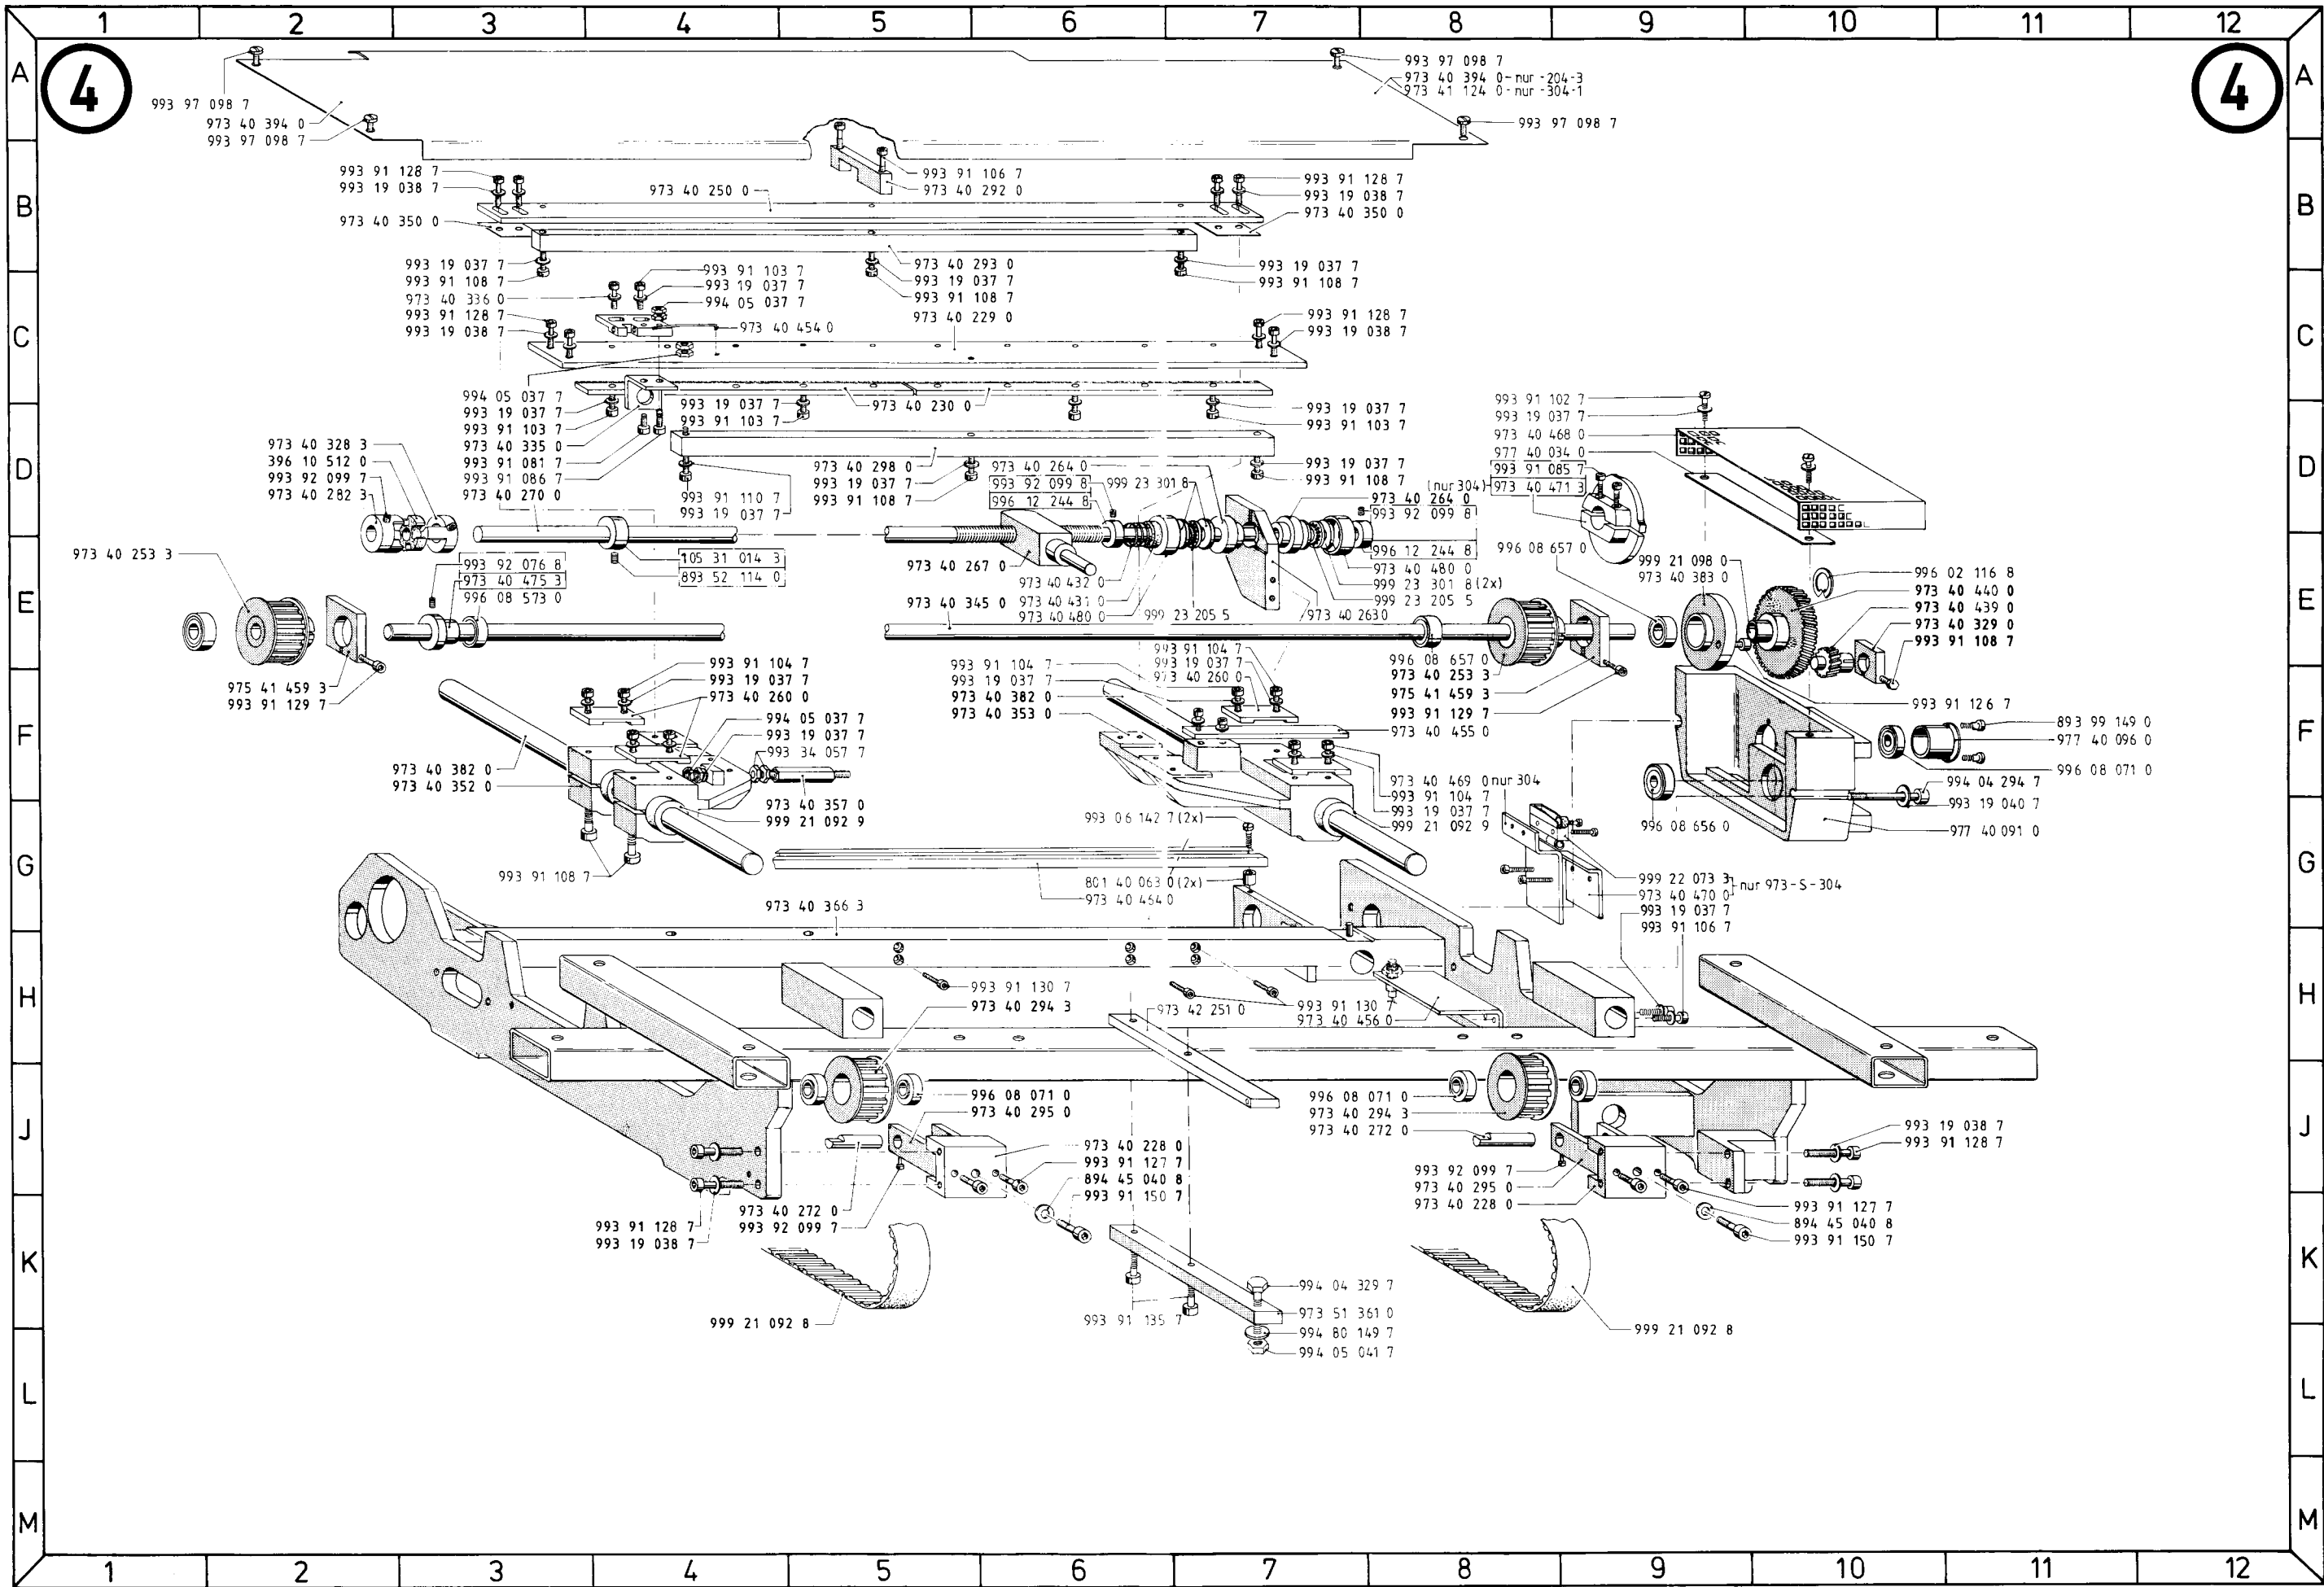 1 2 3 4 5 6 7 8 9 10 11 12
A
4
4
A
993 97 098 7
973 40 394 0
993 97 098 7
993 97 098 7
973 40 394 0-nur-204-3
973 41 124 0-nur-304-1
993 97 098 7
B
993 91 128 7
993 19 038 7
973 40 350 0
973 40 250 0
993 91 106 7
973 40 292 0
993 91 128 7
993 19 038 7
973 40 350 0
B
993 19 037 7
993 91 108 7
973 40 336 0
993 91 128 7
993 19 038 7
993 91 103 7
993 19 037 7
994 05 037 7
973 40 454 0
973 40 293 0
993 19 037 7
993 91 108 7
973 40 229 0
993 19 037 7
993 91 108 7
993 91 128 7
993 19 038 7
C
C
994 05 037 7
993 19 037 7
993 91 103 7
973 40 335 0
993 91 081 7
993 91 086 7
973 40 270 0
993 19 037 7
993 91 103 7
973 40 230 0
993 19 037 7
993 91 103 7
993 91 102 7
993 19 037 7
973 40 468 0
977 40 034 0
993 91 085 7
(nur 304)
973 40 471 3
D
D
973 40 328 3
396 10 512 0
993 92 099 7
973 40 282 3
993 91 110 7
993 19 037 7
973 40 298 0
993 19 037 7
993 91 108 7
973 40 264 0
993 92 099 8
996 12 244 8
999 23 301 8
993 19 037 7
993 91 108 7
973 40 264 0
993 92 099 8
973 40 253 3
993 92 076 8
973 40 475 3
996 08 573 0
105 31 014 3
893 52 114 0
973 40 267 0
973 40 345 0
973 40 432 0
973 40 431 0
973 40 480 0
999 23 205 5
996 12 244 8
973 40 480 0
999 23 301 8 (2x)
999 23 205 5
973 40 263 0
996 08 657 0
999 21 098 0
973 40 383 0
996 02 116 8
973 40 440 0
973 40 439 0
973 40 329 0
993 91 108 7
E
E
975 41 459 3
993 91 129 7
993 91 104 7
993 19 037 7
973 40 260 0
994 05 037 7
993 19 037 7
993 34 057 7
993 91 104 7
993 19 037 7
973 40 382 0
973 40 353 0
993 91 104 7
993 19 037 7
973 40 260 0
996 08 657 0
973 40 253 3
975 41 459 3
993 91 129 7
973 40 455 0
993 91 126 7
893 99 149 0
977 40 096 0
996 08 071 0
F
F
973 40 382 0
973 40 352 0
973 40 357 0
999 21 092 9
973 40 469 0 nur 304
993 91 104 7
993 19 037 7
999 21 092 9
994 04 294 7
993 19 040 7
977 40 091 0
996 08 656 0
G
G
993 91 108 7
993 06 142 7 (2x)
801 40 063 0 (2x)
973 40 464 0
999 22 073 3
973 40 470 0
nur 973-S-304
993 19 037 7
993 91 106 7
973 40 366 3
H
H
993 91 130 7
973 40 294 3
973 42 251 0
993 91 130 7
973 40 456 0
J
J
996 08 071 0
973 40 295 0
996 08 071 0
973 40 294 3
973 40 272 0
993 19 038 7
993 91 128 7
973 40 228 0
993 91 127 7
894 45 040 8
993 91 150 7
993 92 099 7
973 40 295 0
973 40 228 0
973 40 272 0
993 92 099 7
993 91 128 7
993 19 038 7
993 91 127 7
894 45 040 8
993 91 150 7
K
K
999 21 092 8
993 91 135 7
994 04 329 7
973 51 361 0
994 80 149 7
994 05 041 7
999 21 092 8
L
L
M
M
1 2 3 4 5 6 7 8 9 10 11 12